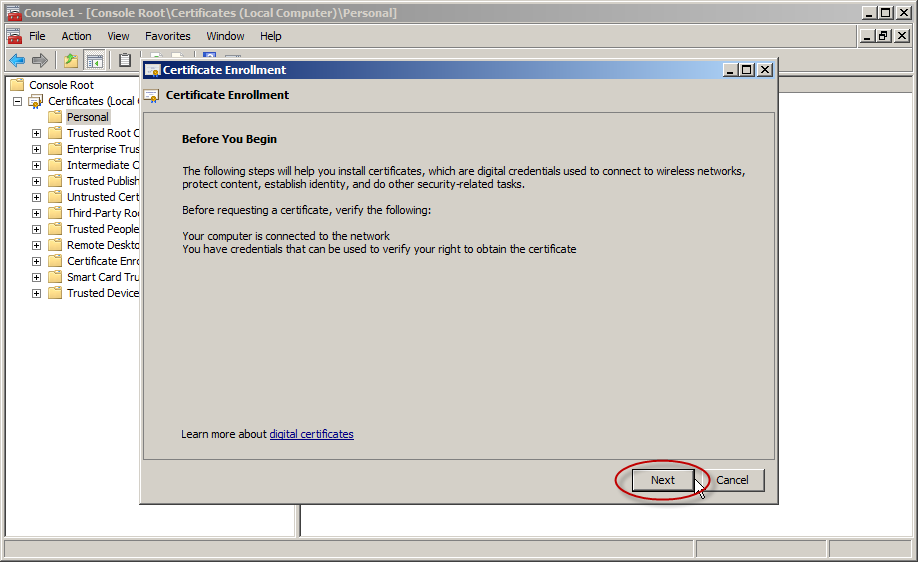 Console1 - [Console Root\Certificates (Local Computer)\Personal]
File Action View Favorites Window Help
Console Root
Certificates (Local
Personal
Trusted Root C
Enterprise Trus
Intermediate C
Trusted Publish
Untrusted Cert
Third-Party Roo
Trusted People
Remote Deskto
Certificate Enro
Smart Card Tru
Trusted Device
Certificate Enrollment
Certificate Enrollment
Before You Begin
The following steps will help you install certificates, which are digital credentials used to connect to wireless networks,
protect content, establish identity, and do other security-related tasks.
Before requesting a certificate, verify the following:
Your computer is connected to the network
You have credentials that can be used to verify your right to obtain the certificate
Learn more about digital certificates
Next Cancel